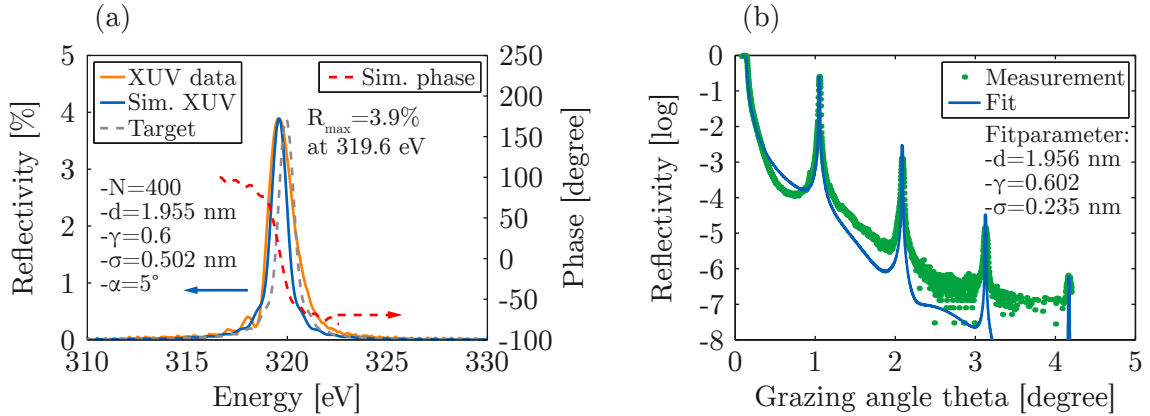 (a)
5
4
3
2
1
0
Reflectivity [%]
XUV data
Sim. XUV
Target
Sim. phase
R_max=3.9%
at 319.6 eV
-N=400
-d=1.955 nm
-γ=0.6
-σ=0.502nm
-α=5°
250
200
150
100
50
0
-50
-100
Phase [degree]
310
315
320
325
330
Energy [eV]
(b)
-0
-1
-2
-3
-4
-5
-6
-7
-8
Reflectivity [log]
Measurement
Fit
Fitparameter:
-d=1.956 nm
-γ=0.602
-σ=0.235 nm
0
1
2
3
4
5
Grazing angle theta [degree]